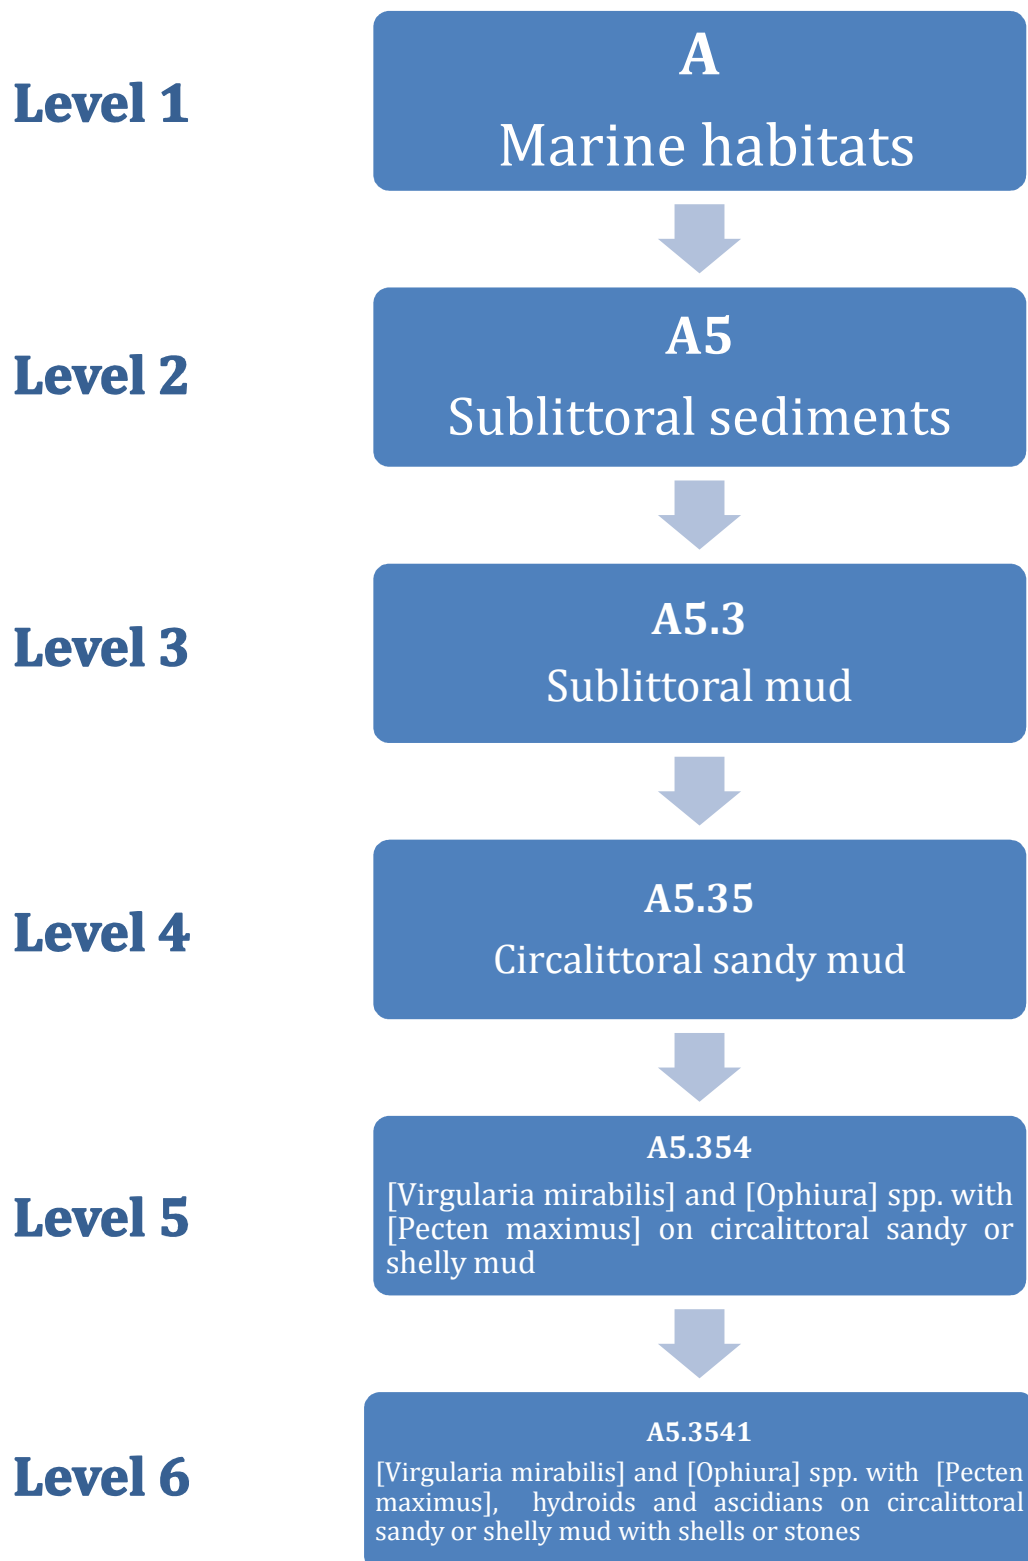 Level 1
A
Marine habitats
Level 2
A5
Sublittoral sediments
Level 3
A5.3
Sublittoral mud
Level 4
A5.35
Circalittoral sandy mud
Level 5
A5.354
[Virgularia mirabilis] and [Ophiura] spp. with
[Pecten maximus] on circalittoral sandy or
shelly mud
Level 6
A5.3541
[Virgularia mirabilis] and [Ophiura] spp. with [Pecten
maximus], hydroids and ascidians on circalittoral
sandy or shelly mud with shells or stones